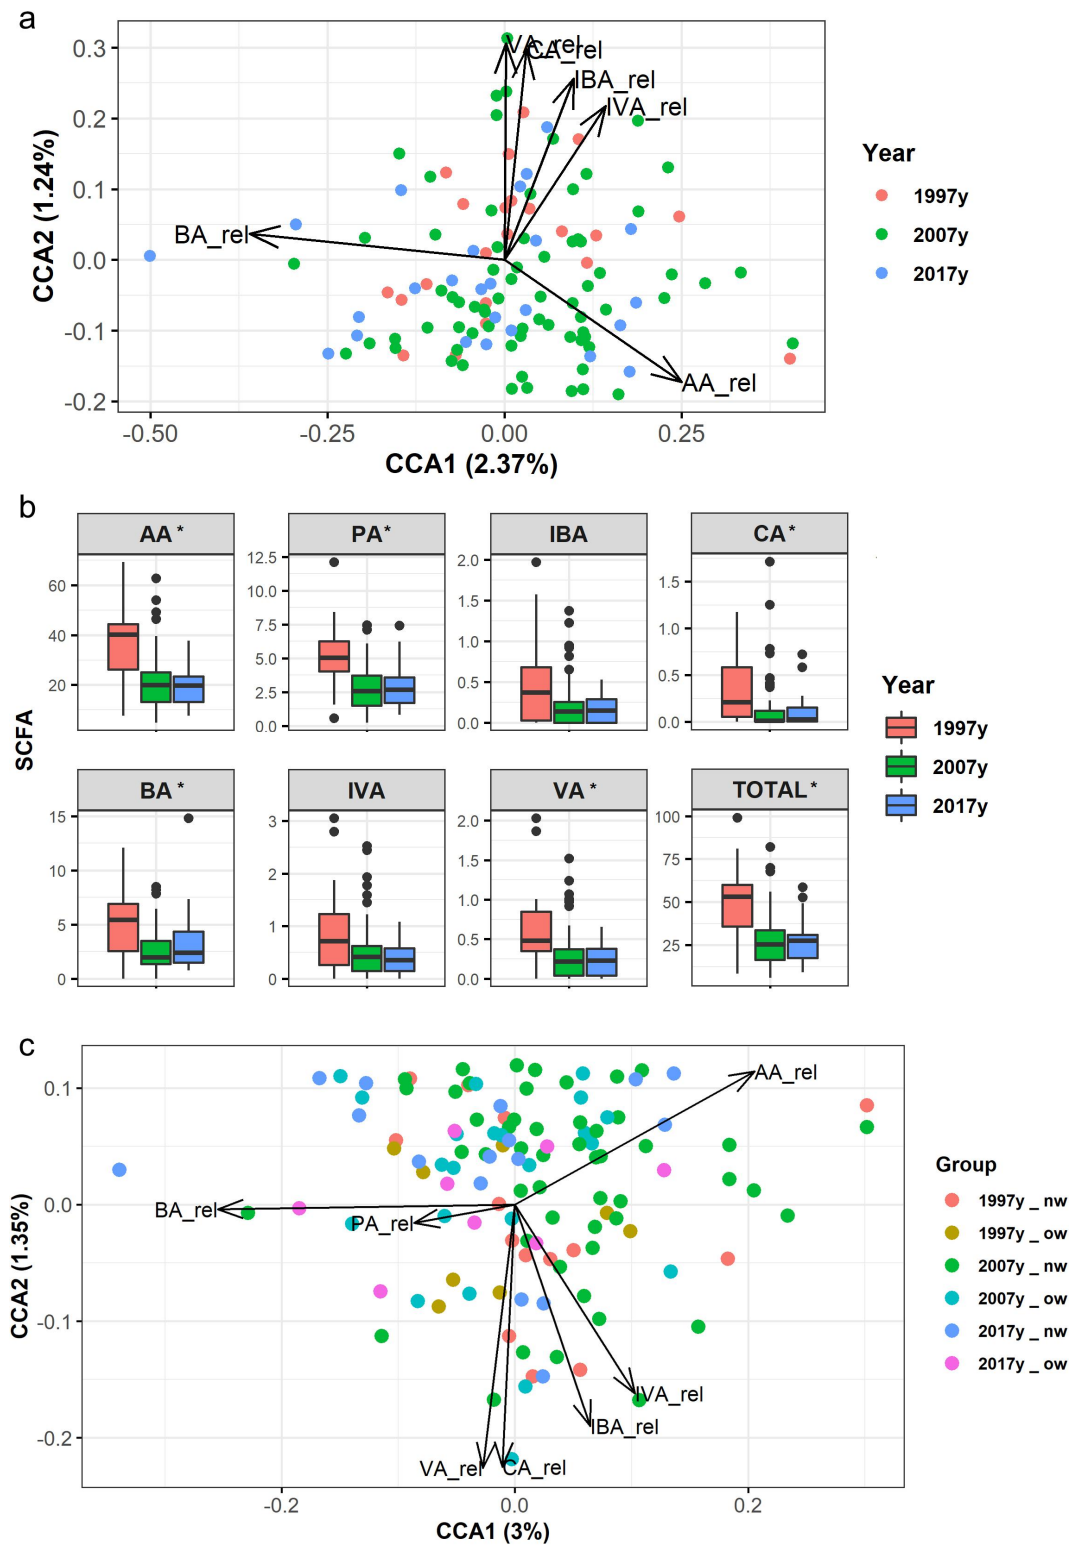 a
0.3
0.2
0.1
0.0
-0.1
-0.2
CCA2 (1.24%)
VA_rel
CA_rel
IBA_rel
IVA_rel
BA_rel
AA_rel
-0.50 -0.25 0.00 0.25
CCA1 (2.37%)
Year
1997y
2007y
2017y
b
AA * PA * IBA CA *
60
40
20
12.5
10.0
7.5
5.0
2.5
0.0
2.0
1.5
1.0
0.5
0.0
1.5
1.0
0.5
0.0
SCFA
BA * IVA VA * TOTAL *
15
10
5
0
3
2
1
0
2.0
1.5
1.0
0.5
0.0
100
75
50
25
Year
1997y
2007y
2017y
c
0.1
0.0
-0.1
-0.2
CCA2 (1.35%)
AA_rel
BA_rel
PA_rel
IVA_rel
IBA_rel
VA_rel
CA_rel
-0.2 0.0 0.2
CCA1 (3%)
Group
1997y _ nw
1997y _ ow
2007y _ nw
2007y _ ow
2017y _ nw
2017y _ ow